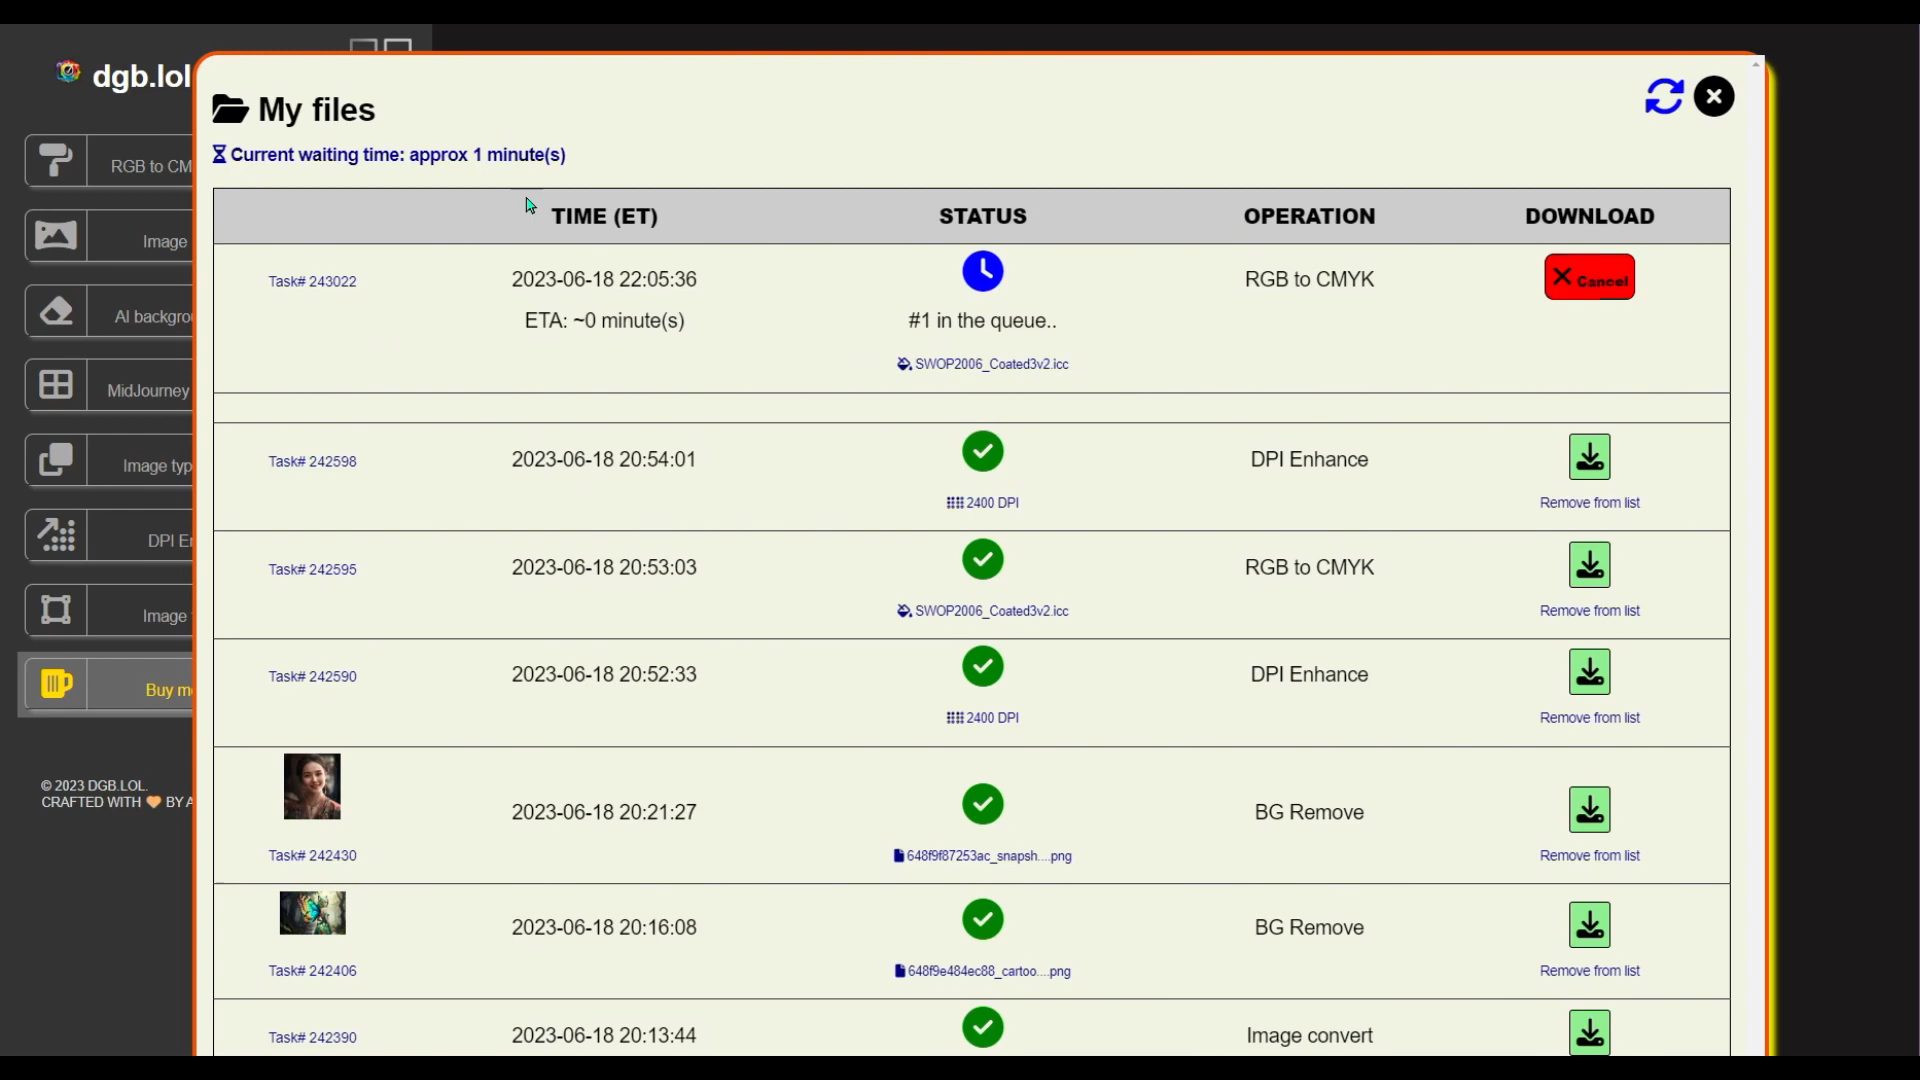 dgb.lol
My files
Current waiting time: approx 1 minute(s)
TIME (ET) STATUS OPERATION DOWNLOAD
Task# 243022 2023-06-18 22:05:36 RGB to CMYK Cancel
ETA: ~0 minute(s) #1 in the queue..
SWOP2006_Coated3v2.icc
Task# 242598 2023-06-18 20:54:01 DPI Enhance
2400 DPI Remove from list
Task# 242595 2023-06-18 20:53:03 RGB to CMYK
SWOP2006_Coated3v2.icc Remove from list
Task# 242590 2023-06-18 20:52:33 DPI Enhance
2400 DPI Remove from list
2023-06-18 20:21:27 BG Remove
Task# 242430 648f9f87253ac_snapsh....png Remove from list
2023-06-18 20:16:08 BG Remove
Task# 242406 648f9e484ec88_cartoo....png Remove from list
Task# 242390 2023-06-18 20:13:44 Image convert
RGB to CM
Image
AI backgro
MidJourney
Image typ
DPI E
Image
Buy m
© 2023 DGB.LOL.
CRAFTED WITH 🧡 BY A